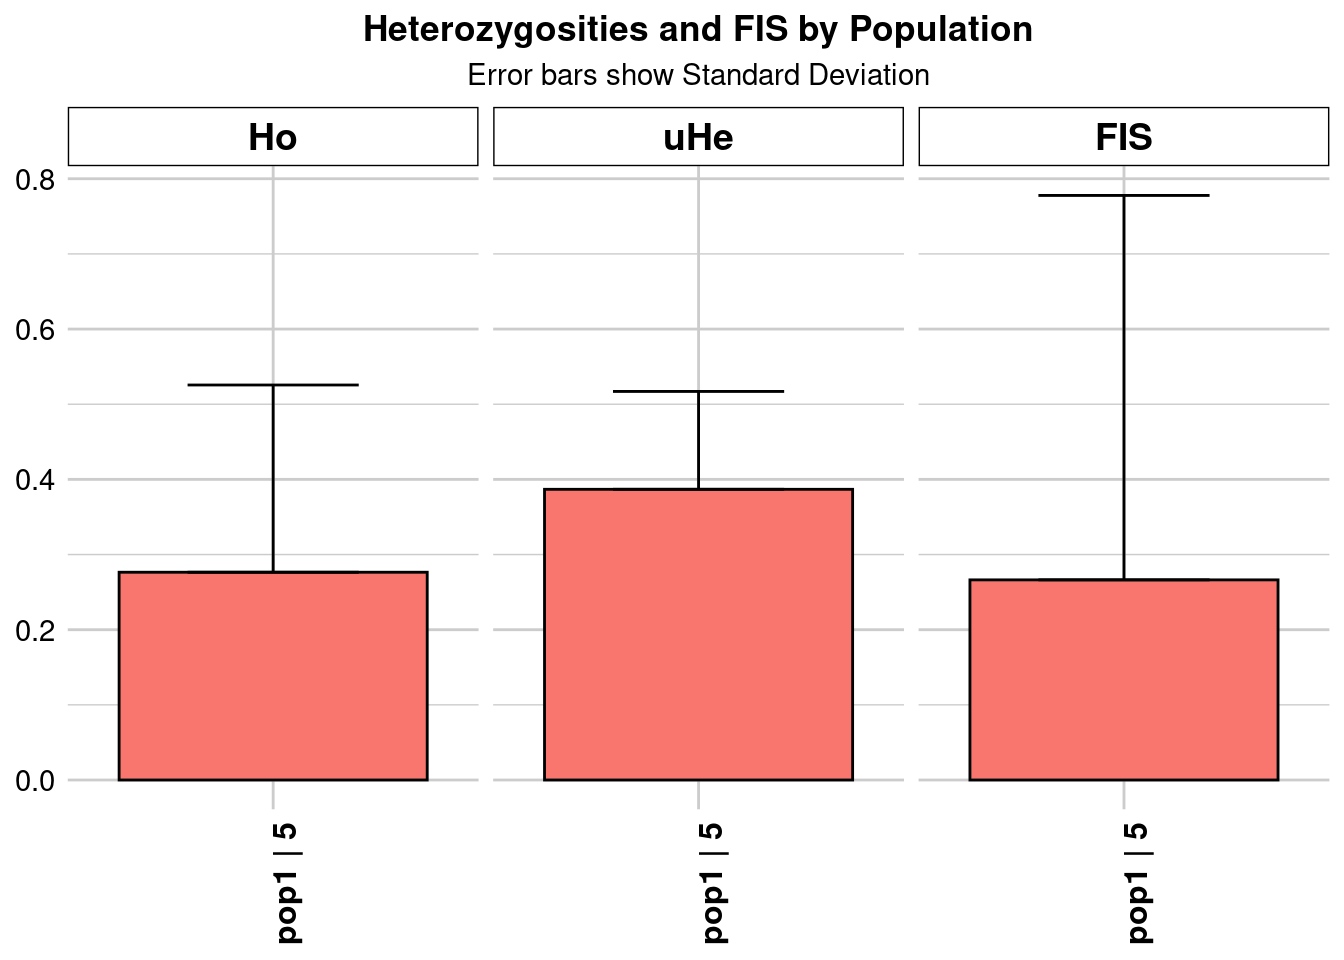 Heterozygosities and FIS by Population
Error bars show Standard Deviation
Ho
uHe
FIS
0.8
0.6
0.4
0.2
0.0
pop1 | 5
pop1 | 5
pop1 | 5